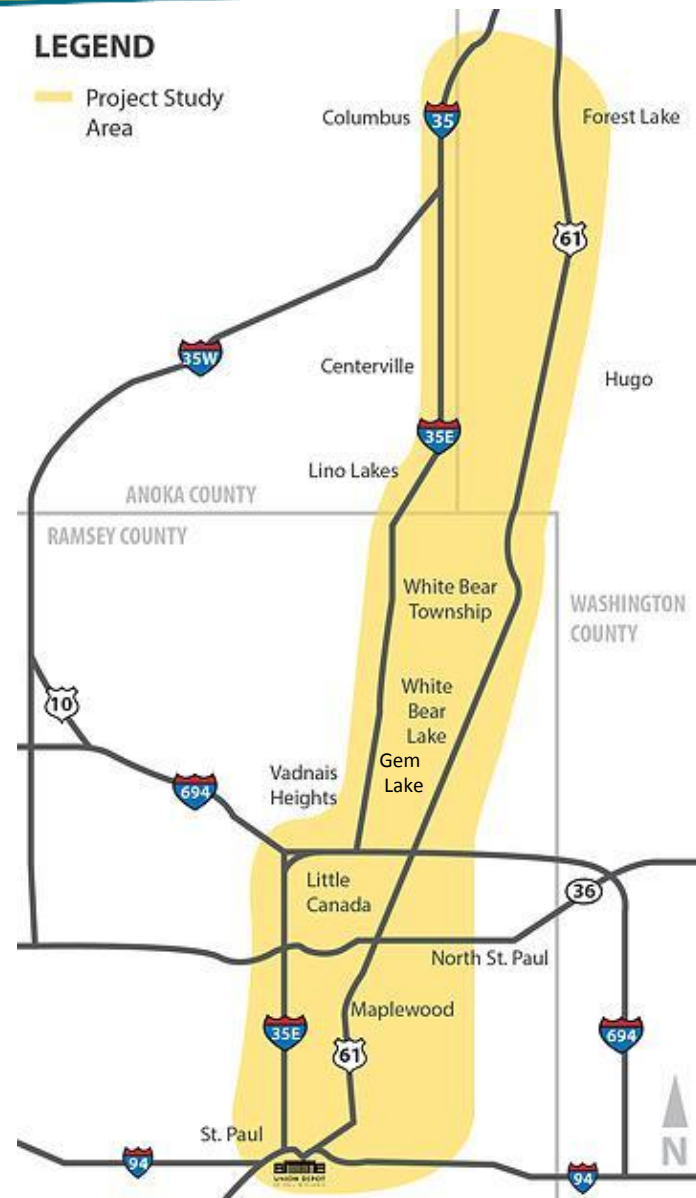 LEGEND
Project Study
Area
Columbus
35
Forest Lake
61
35W
Centerville
Hugo
35E
Lino Lakes
ANOKA COUNTY
RAMSEY COUNTY
White Bear
Township
WASHINGTON
COUNTY
White
Bear
Lake
10
Gem
Lake
Vadnais
Heights
694
Little
Canada
36
North St. Paul
Maplewood
35E
61
694
St. Paul
94
UNION DEPOT
94
N